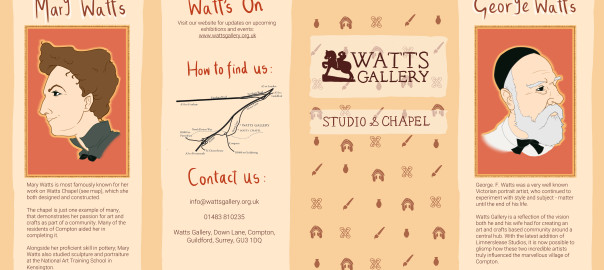 Mary Watts
Mary Watts is most famously known for her
work on Watts Chapel (see map), which she
both designed and constructed.
The chapel is just one example of many,
that demonstrates her passion for art and
crafts as part of a community. Many of the
residents of Compton aided her in
completing it.
Alongside her proficient skill in pottery, Mary
Watts also studied sculpture and portraiture
at the National Art Training School in
Kensington.
Watts On
Visit our website for updates on upcoming
exhibitions and events:
www.wattsgallery.org.uk
How to find us:
WATTS GALLERY
Contact us:
info@wattsgallery.org.uk
01483 810235
Watts Gallery, Down Lane, Compton,
Guildford, Surrey, GU3 1DQ
WATTS
GALLERY
STUDIO & CHAPEL
George Watts
George. F. Watts was a very well known
Victorian portrait artist, who continued to
experiment with style and subject - matter
until the end of his life.
Watts Gallery is a reflection of the vision
both he and his wife had for creating an
art and crafts based community around a
central hub. With the latest addition of
Limnerslease Studios, it is now possible to
glimpse how these two incredible artists
truly influenced the marvellous village of
Compton.